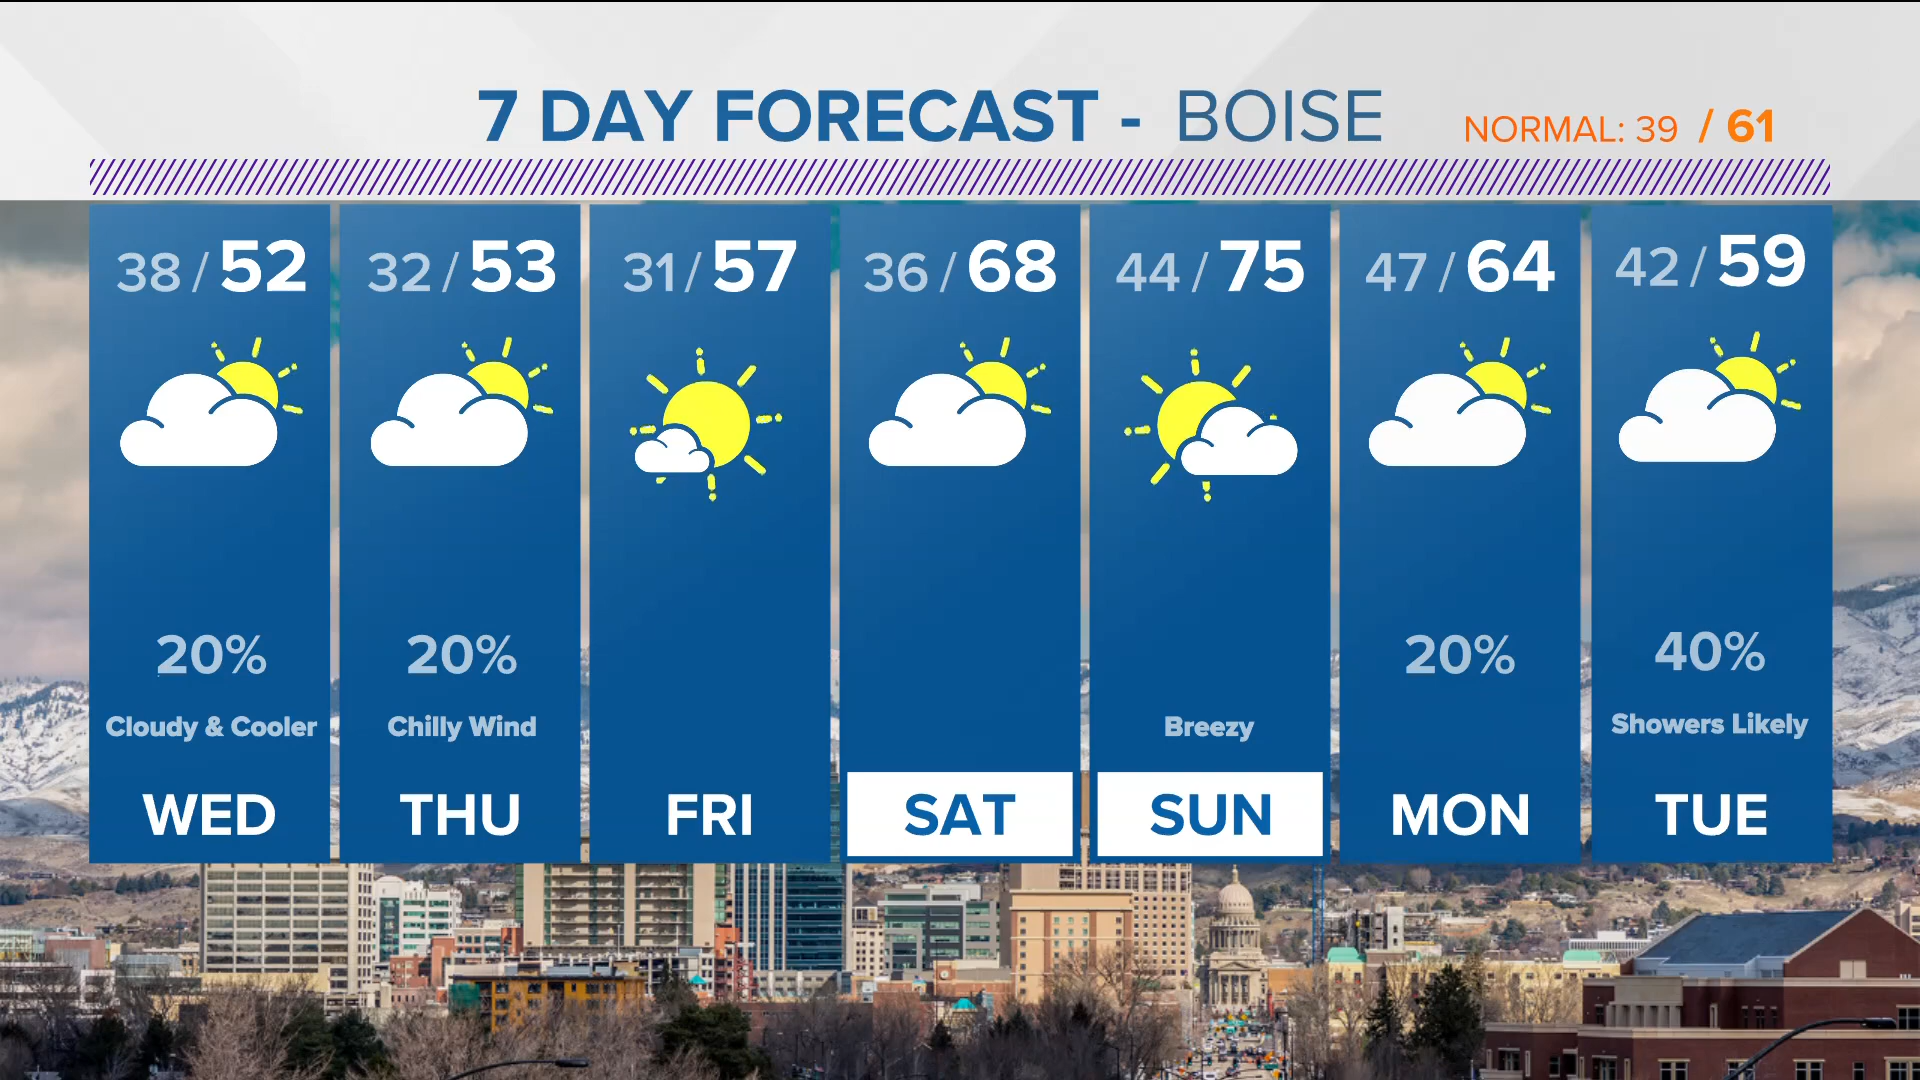 7 DAY FORECAST - BOISE NORMAL: 39 / 61
38 / 52
20%
Cloudy & Cooler
WED
32 / 53
20%
Chilly Wind
THU
31 / 57
FRI
36 / 68
SAT
44 / 75
Breezy
SUN
47 / 64
20%
MON
42 / 59
40%
Showers Likely
TUE